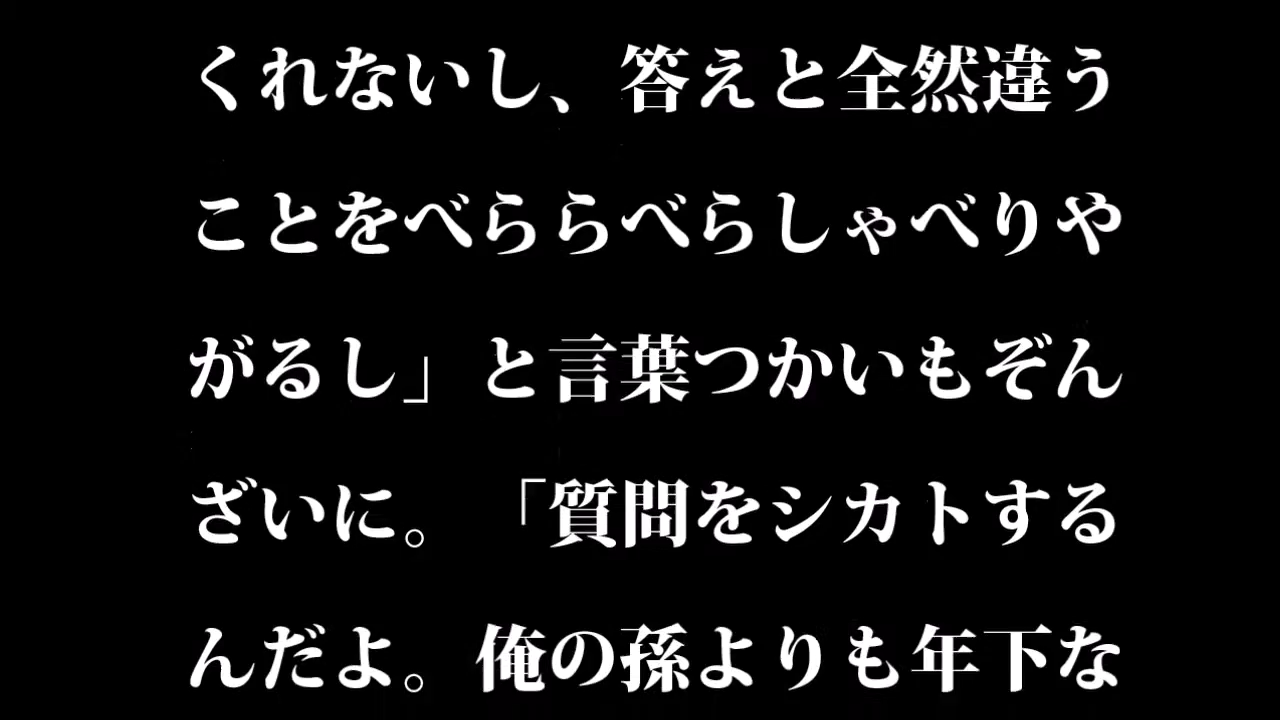 くれないし、答えと全然違う
ことをべららべらしゃべりや
がるし」と言葉つかいもぞん
ざいに。「質問をシカトする
んだよ。俺の孫よりも年下な